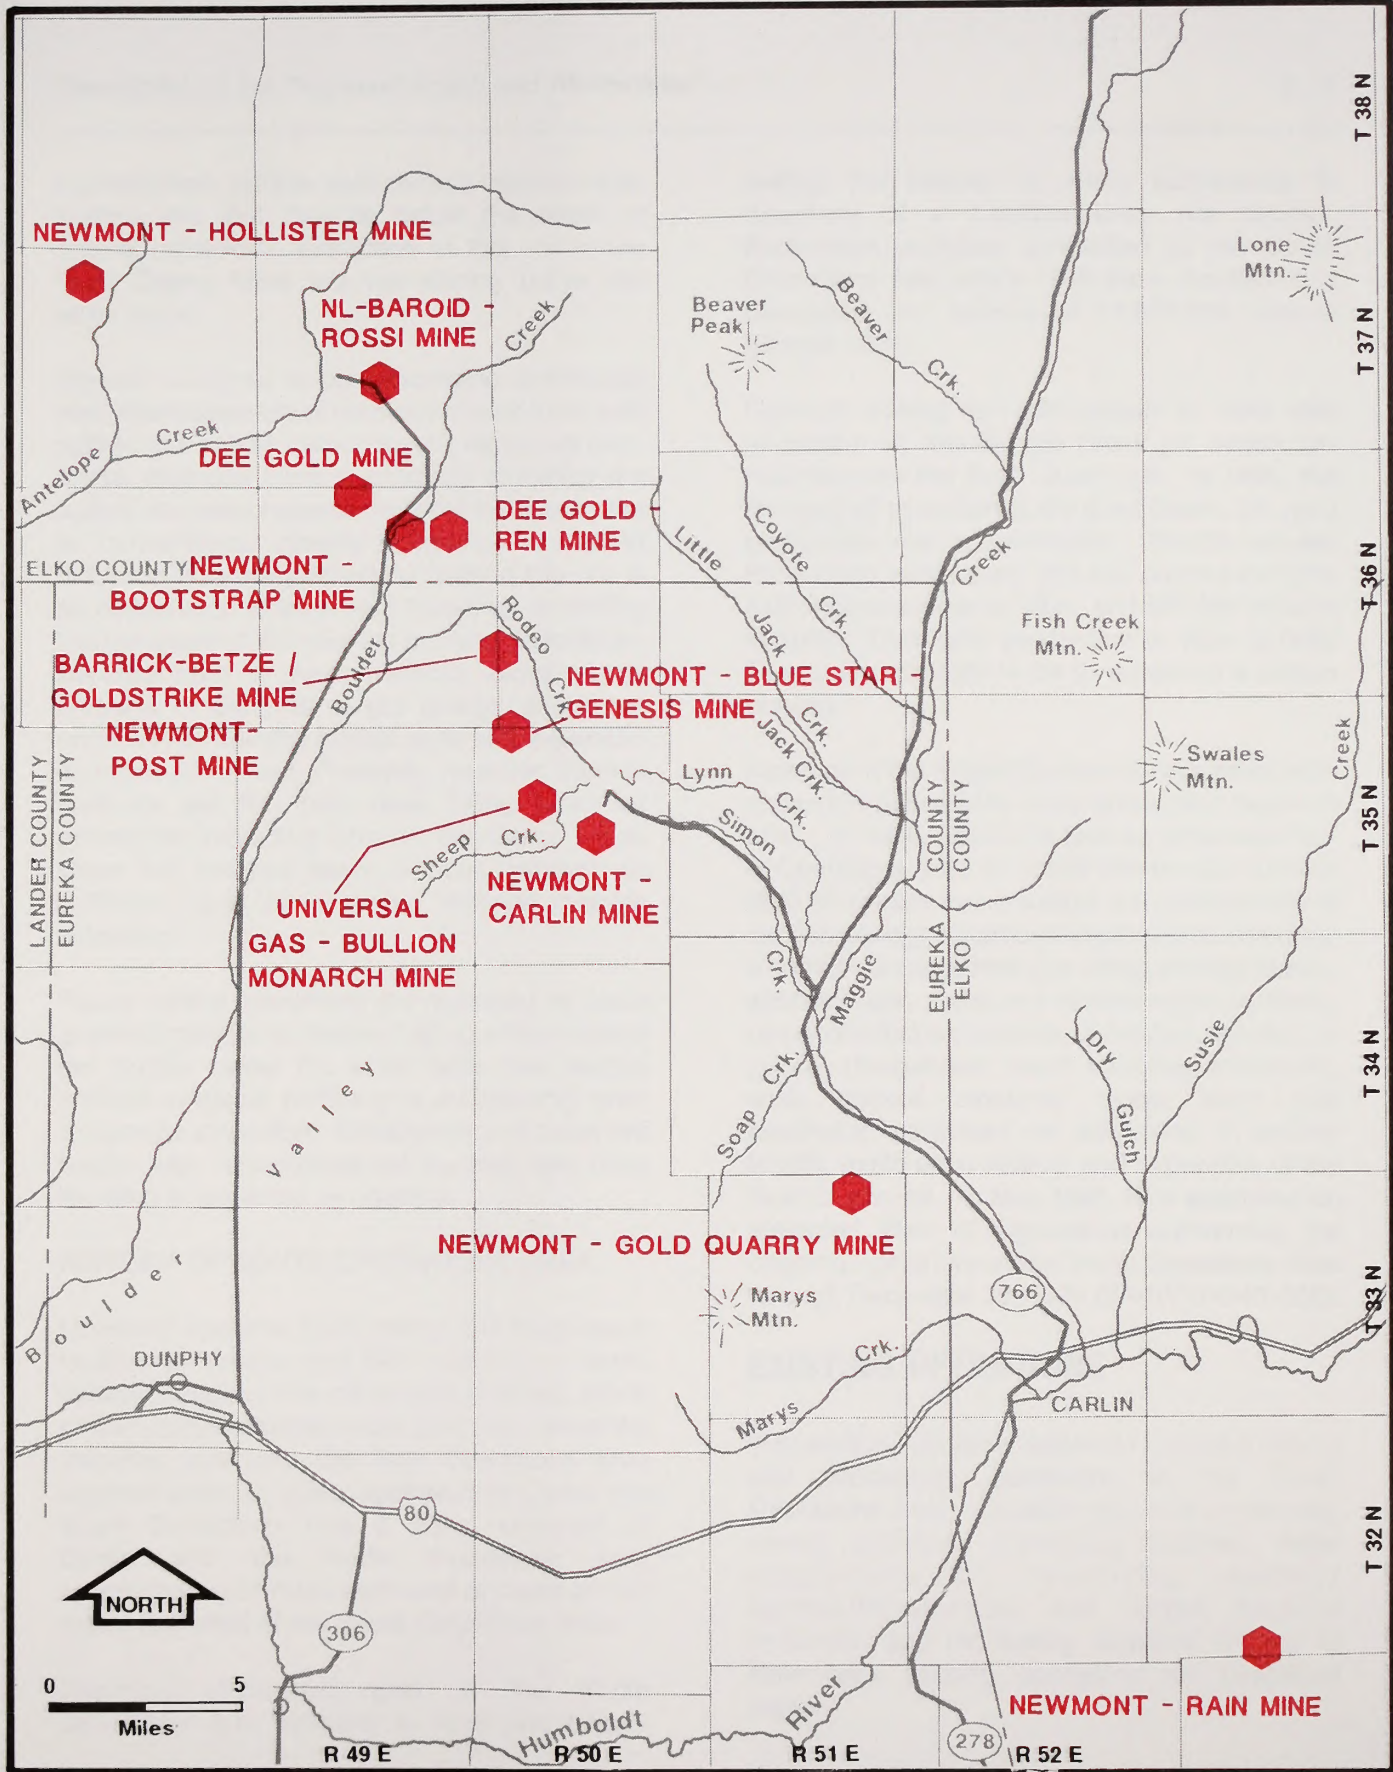 T 38 N
NEWMONT - HOLLISTER MINE
Lone
Mtn.
Beaver
Peak
Beaver
Crk.
NL-BAROID -
ROSSI MINE
Creek
T 37 N
Antelope
Creek
DEE GOLD MINE
DEE GOLD -
REN MINE
Little
Jack
Crk.
Coyote
Crk.
Creek
T 36 N
ELKO COUNTY
NEWMONT -
BOOTSTRAP MINE
Rodeo
Crk.
Boulder
Fish Creek
Mtn.
BARRICK-BETZE /
GOLDSTRIKE MINE
NEWMONT-
POST MINE
NEWMONT - BLUE STAR -
GENESIS MINE
Jack Crk.
Swales
Mtn.
Creek
LANDER COUNTY
EUREKA COUNTY
Lynn
Crk.
Simon
Crk.
T 35 N
Sheep
Crk.
NEWMONT -
CARLIN MINE
UNIVERSAL
GAS - BULLION
MONARCH MINE
EUREKA COUNTY
ELKO COUNTY
Maggie
Susie
Dry
Gulch
T 34 N
Soap
Crk.
Valley
Boulder
NEWMONT - GOLD QUARRY MINE
766
Marys
Mtn.
T 33 N
DUNPHY
Marys
Crk.
CARLIN
80
T 32 N
NORTH
306
0
5
Miles
NEWMONT - RAIN MINE
Humboldt
River
278
R 49 E
R 50 E
R 51 E
R 52 E